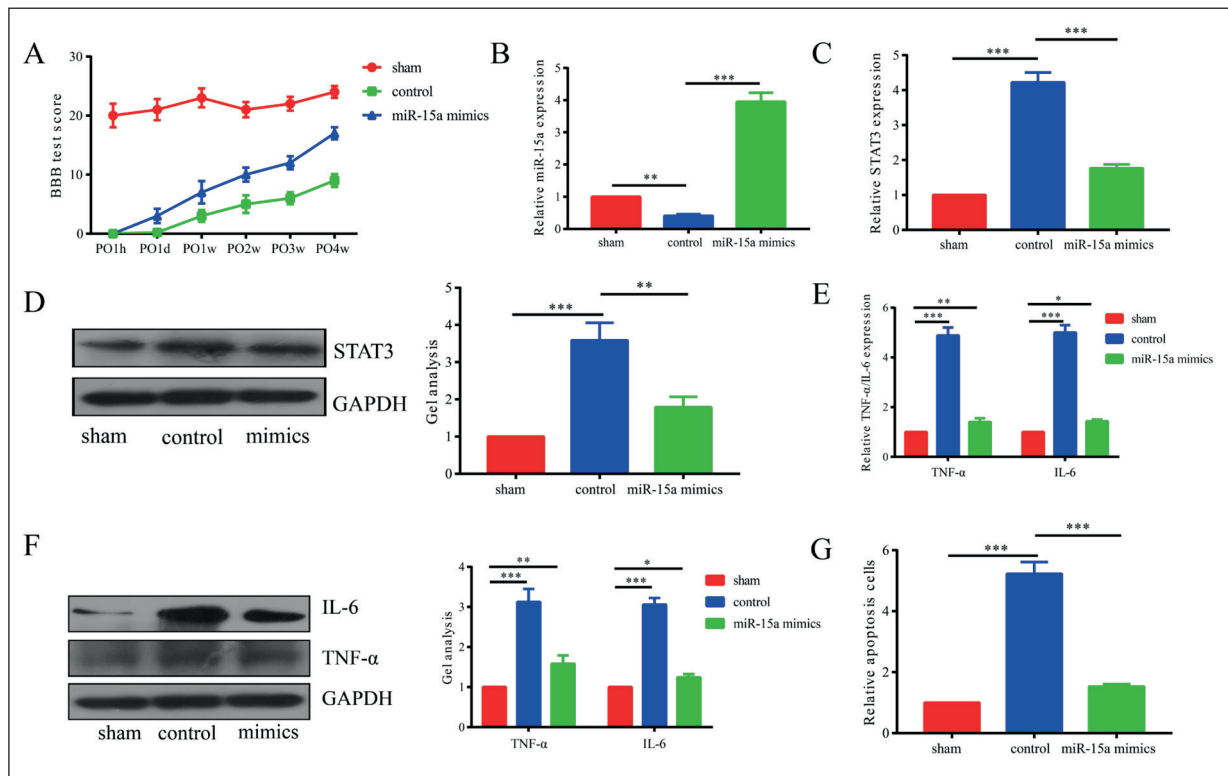 A
BBB test score
30
20
10
0
PO1h PO1d PO1w PO2w PO3w PO4w
sham
control
miR-15a mimics
B
Relative miR-15a expression
5
4
3
2
1
0
**
***
sham control miR-15a mimics
C
Relative STAT3 expression
5
4
3
2
1
0
***
***
sham control miR-15a mimics
D
STAT3
GAPDH
sham control mimics
Gel analysis
5
4
3
2
1
0
***
**
sham control miR-15a mimics
E
Relative TNF-α/IL-6 expression
6
4
2
0
**
***
*
***
TNF-α IL-6
sham
control
miR-15a mimics
F
IL-6
TNF-α
GAPDH
sham control mimics
Gel analysis
4
3
2
1
0
**
***
*
***
TNF-α IL-6
sham
control
miR-15a mimics
G
Relative apoptosis cells
6
4
2
0
***
***
sham control miR-15a mimics